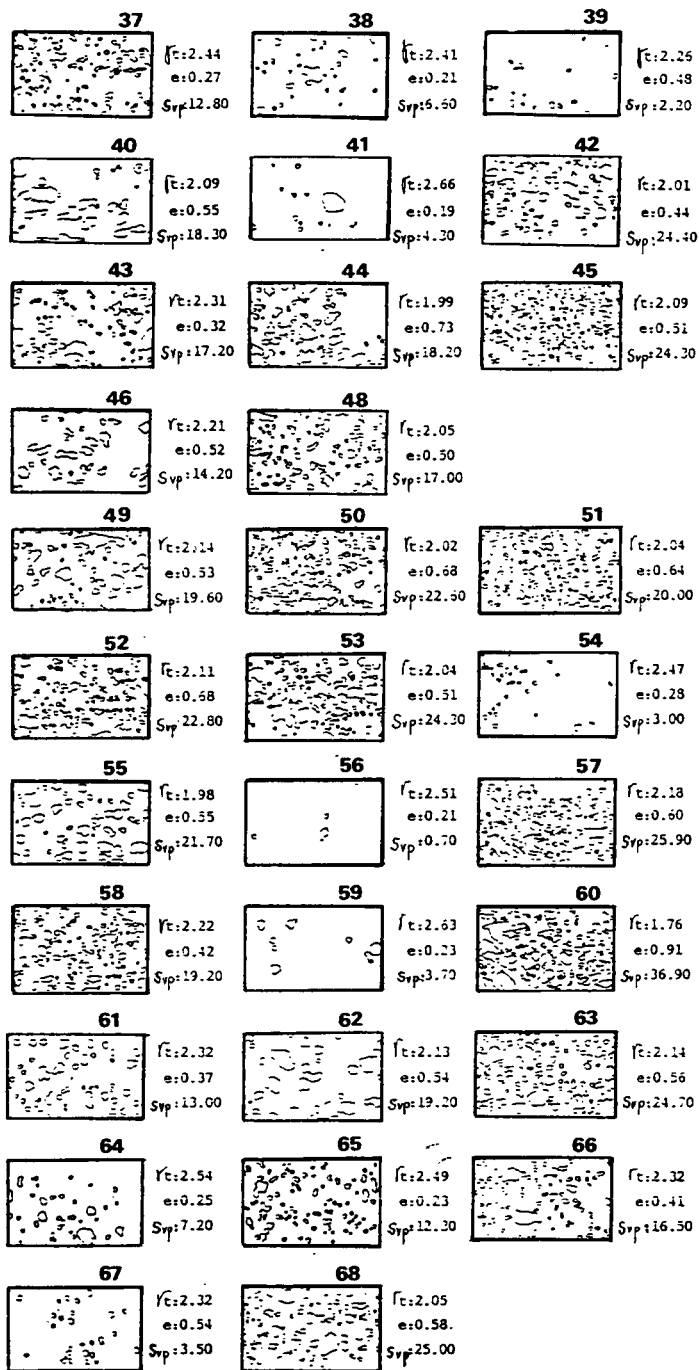 37 38 39
γt:2.44 γt:2.41 γt:2.26
e:0.27 e:0.21 e:0.48
Svp:12.80 Svp:6.60 Svp:2.20
40 41 42
γt:2.09 γt:2.66 γt:2.01
e:0.55 e:0.19 e:0.44
Svp:18.30 Svp:4.30 Svp:24.40
43 44 45
γt:2.31 γt:1.99 γt:2.09
e:0.32 e:0.73 e:0.51
Svp:17.20 Svp:18.20 Svp:24.30
46 48
γt:2.21 γt:2.05
e:0.52 e:0.50
Svp:14.20 Svp:17.00
49 50 51
γt:2.14 γt:2.02 γt:2.04
e:0.53 e:0.68 e:0.64
Svp:19.60 Svp:22.60 Svp:20.00
52 53 54
γt:2.11 γt:2.04 γt:2.47
e:0.68 e:0.51 e:0.28
Svp:22.80 Svp:24.30 Svp:3.00
55 56 57
γt:1.98 γt:2.51 γt:2.18
e:0.55 e:0.21 e:0.60
Svp:21.70 Svp:0.70 Svp:25.90
58 59 60
γt:2.22 γt:2.63 γt:1.76
e:0.42 e:0.23 e:0.91
Svp:19.20 Svp:3.70 Svp:36.90
61 62 63
γt:2.32 γt:2.13 γt:2.14
e:0.37 e:0.54 e:0.56
Svp:13.00 Svp:19.20 Svp:24.70
64 65 66
γt:2.54 γt:2.49 γt:2.32
e:0.25 e:0.23 e:0.41
Svp:7.20 Svp:12.30 Svp:16.50
67 68
γt:2.32 γt:2.05
e:0.54 e:0.58.
Svp:3.50 Svp:25.00